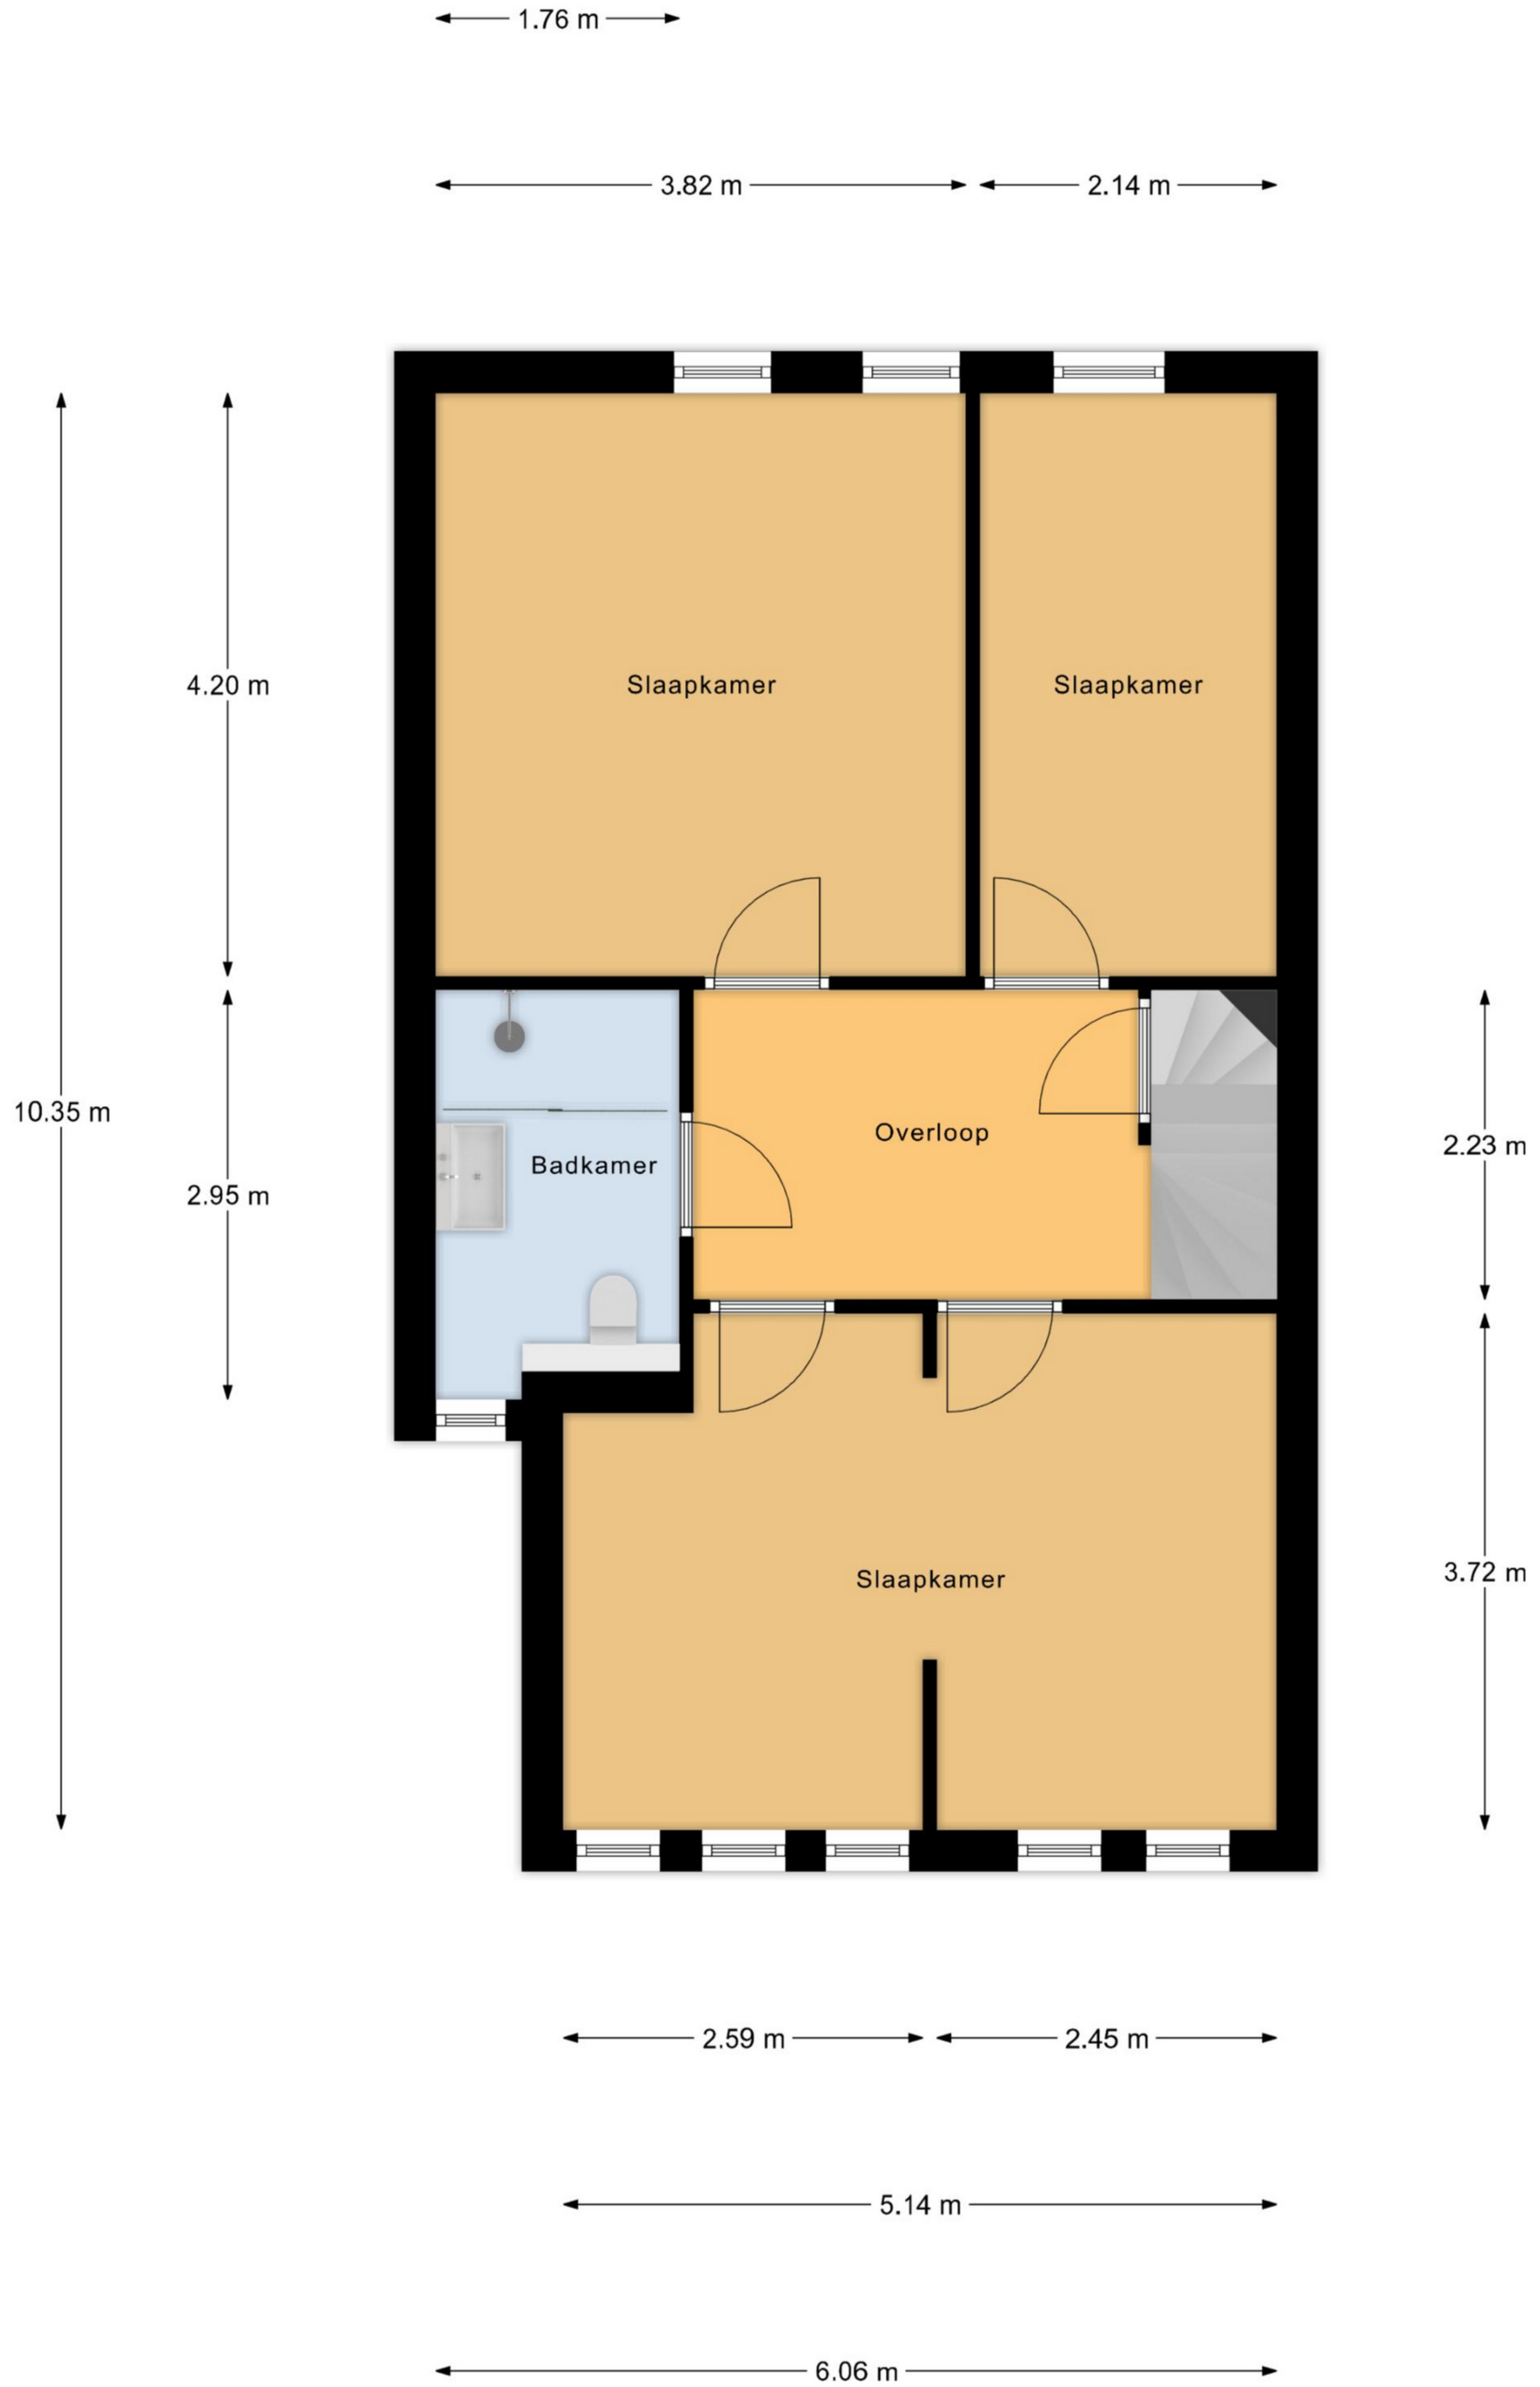 1.76 m
3.82 m
2.14 m
4.20 m
Slaapkamer
Slaapkamer
10.35 m
Overloop
2.23 m
Badkamer
2.95 m
3.72 m
Slaapkamer
2.59 m
2.45 m
5.14 m
6.06 m